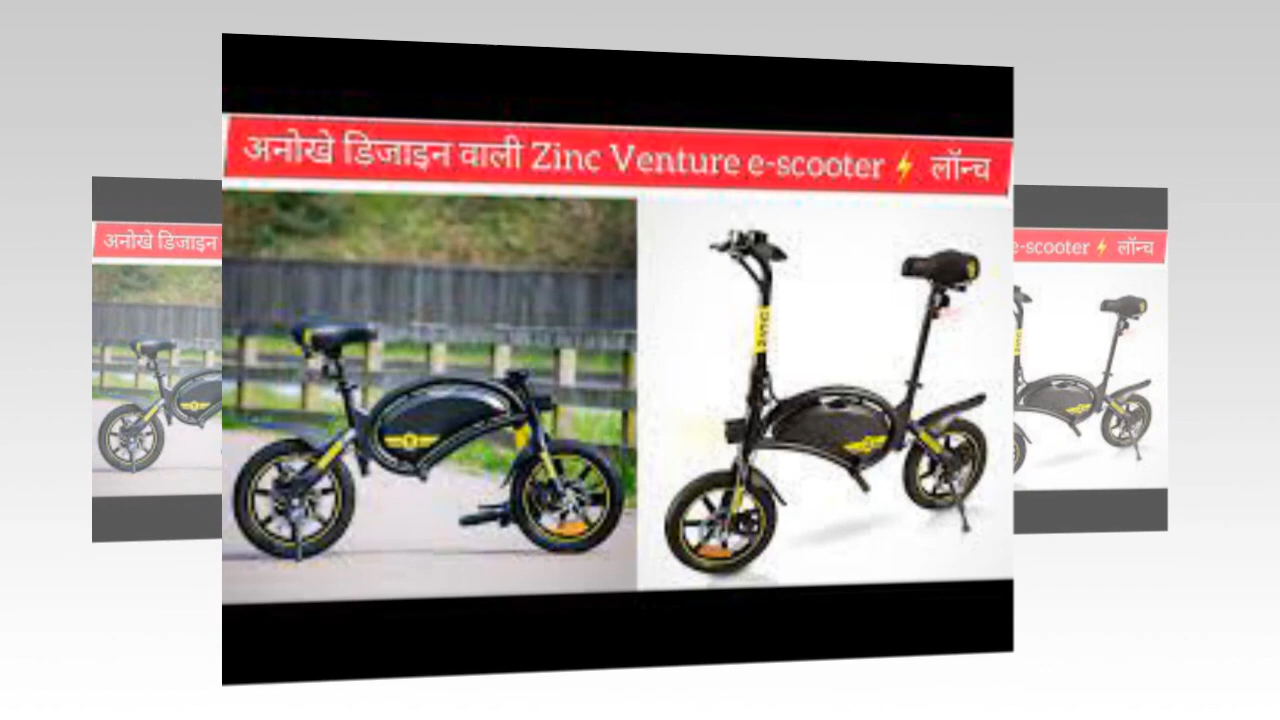 अनोखे डिजाइन वाली Zinc Venture e-scooter ⚡ लॉन्च
अनोखे डिजाइन
e-scooter ⚡ लॉन्च
ZINC